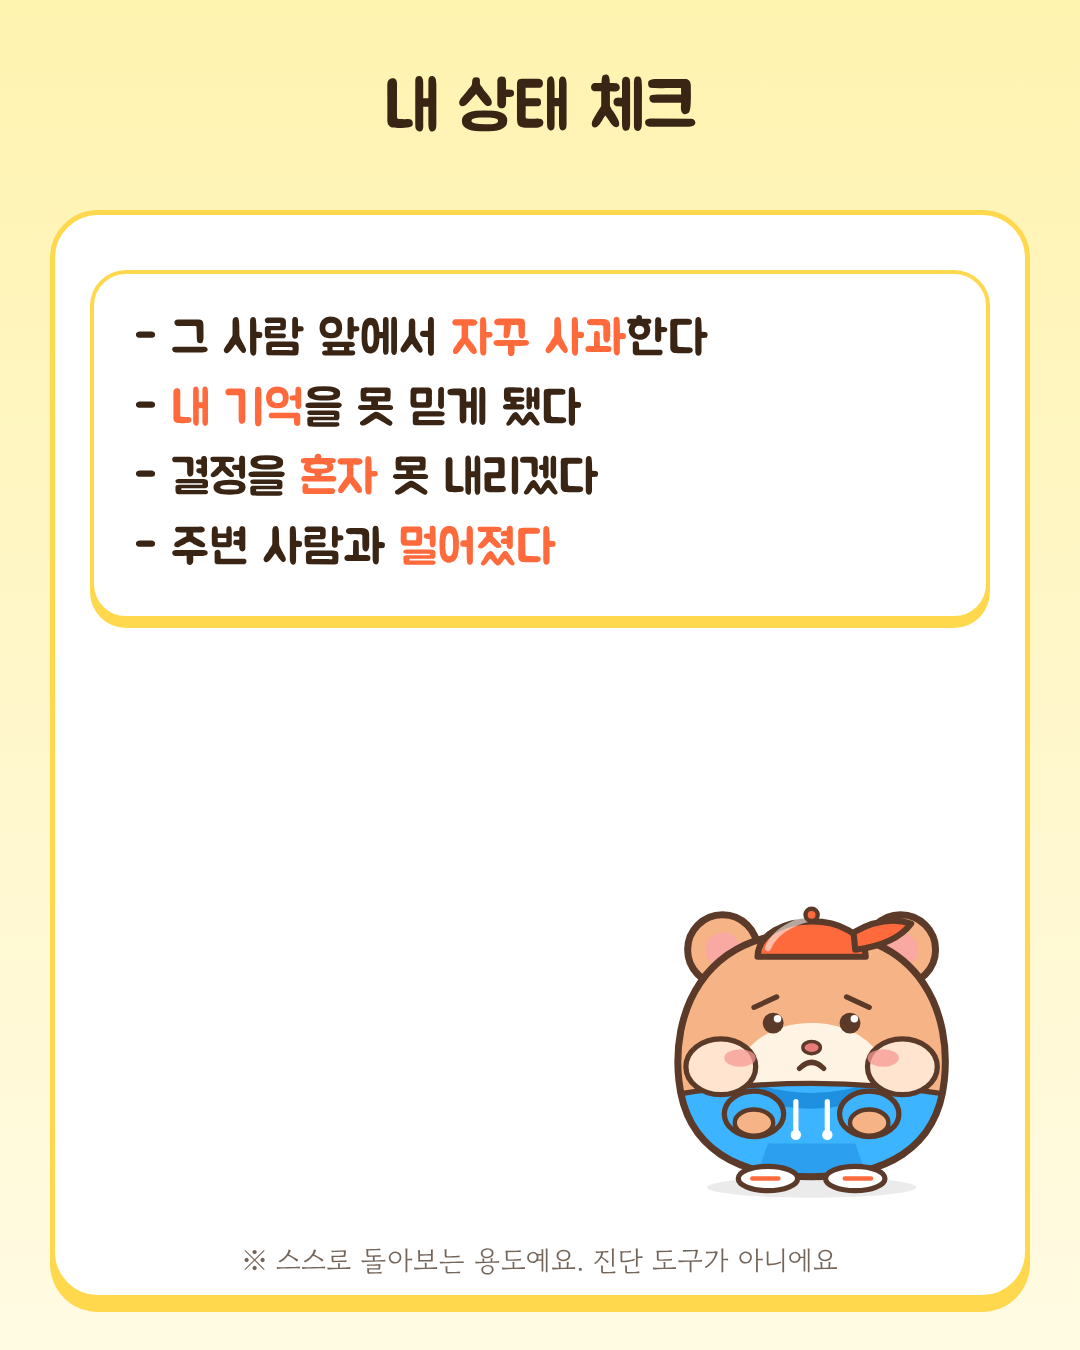 내 상태 체크
- 그 사람 앞에서 자꾸 사과한다
- 내 기억을 못 믿게 됐다
- 결정을 혼자 못 내리겠다
- 주변 사람과 멀어졌다
※ 스스로 돌아보는 용도예요. 진단 도구가 아니에요